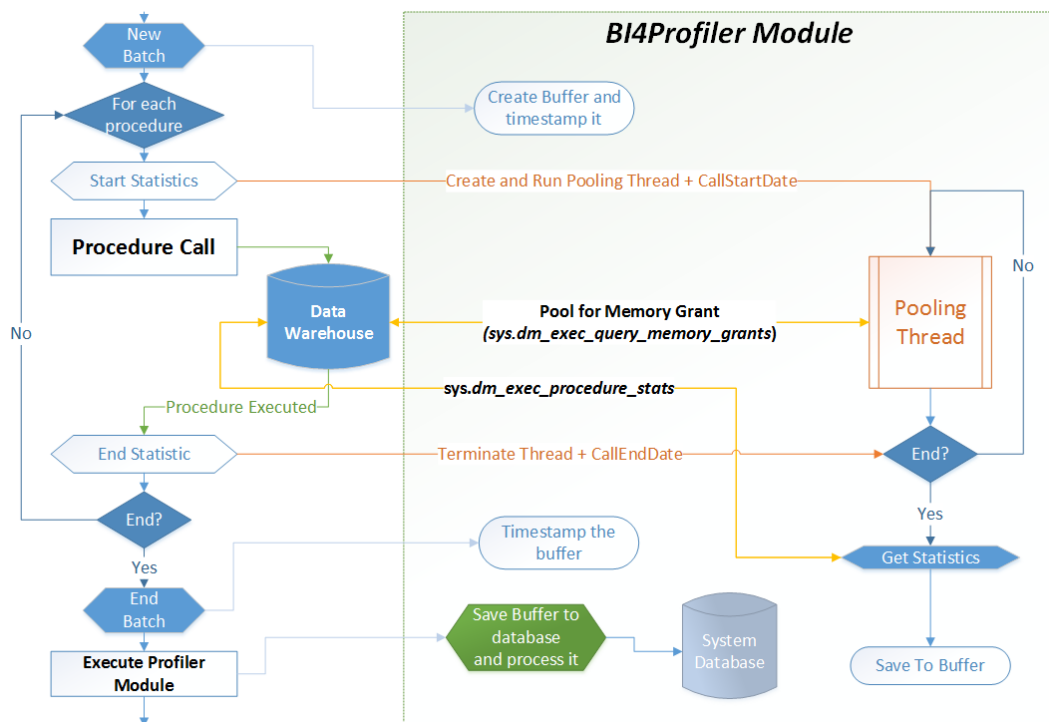 BI4Profiler Module
New
Batch
Create Buffer and
timestamp it
For each
procedure
Start Statistics
Create and Run Pooling Thread + CallStartDate
Procedure Call
No
Pooling
Thread
Data
Warehouse
Pool for Memory Grant
(sys.dm_exec_query_memory_grants)
No
sys.dm_exec_procedure_stats
Procedure Executed
End Statistic
Terminate Thread + CallEndDate
End?
End?
Yes
Timestamp the
buffer
Get Statistics
Yes
End
Batch
Save Buffer to
database
and process it
System
Database
Save To Buffer
Execute Profiler
Module